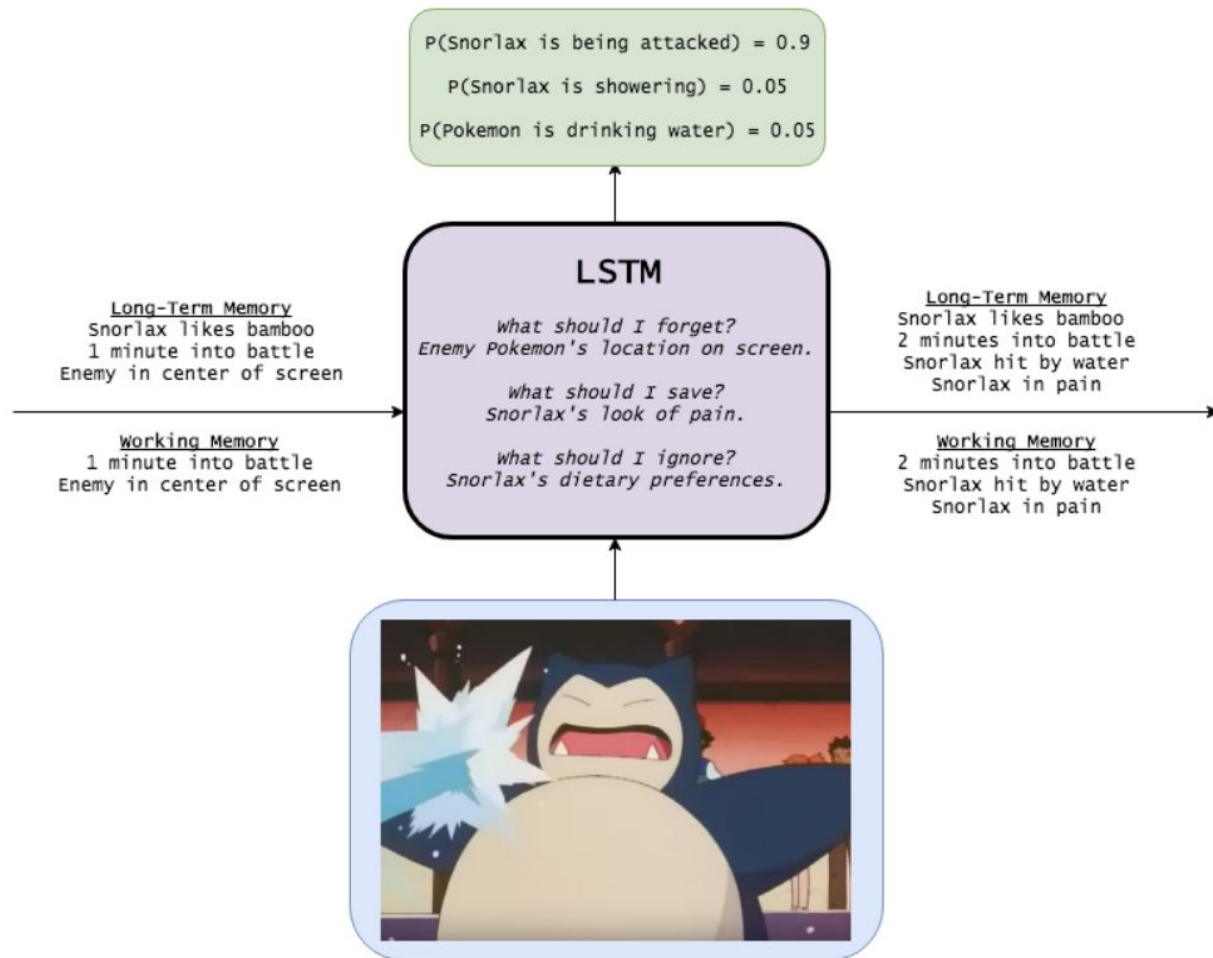 P(Snorlax is being attacked) = 0.9
P(Snorlax is showering) = 0.05
P(Pokemon is drinking water) = 0.05
LSTM
What should I forget?
Enemy Pokemon's location on screen.
What should I save?
Snorlax's look of pain.
What should I ignore?
Snorlax's dietary preferences.
Long-Term Memory
Snorlax likes bamboo
1 minute into battle
Enemy in center of screen
Working Memory
1 minute into battle
Enemy in center of screen
Long-Term Memory
Snorlax likes bamboo
2 minutes into battle
Snorlax hit by water
Snorlax in pain
Working Memory
2 minutes into battle
Snorlax hit by water
Snorlax in pain